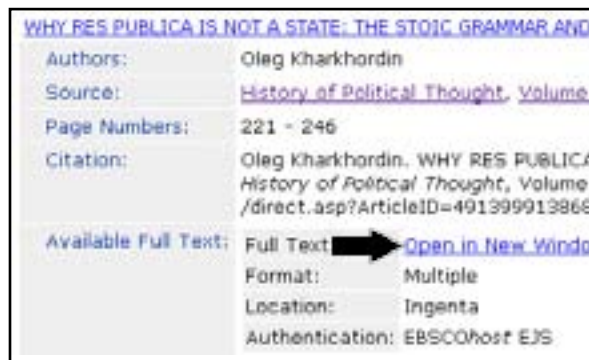 WHY RES PUBLICA IS NOT A STATE: THE STOIC GRAMMAR AND
Authors: Oleg Kharkhordin
Source: History of Political Thought, Volume
Page Numbers: 221 - 246
Citation: Oleg Kharkhordin. WHY RES PUBLICA
History of Political Thought, Volume
/direct.asp?ArticleID=491399913868
Available Full Text: Full Text Open in New Windo
Format: Multiple
Location: Ingenta
Authentication: EBSCOhost EJS